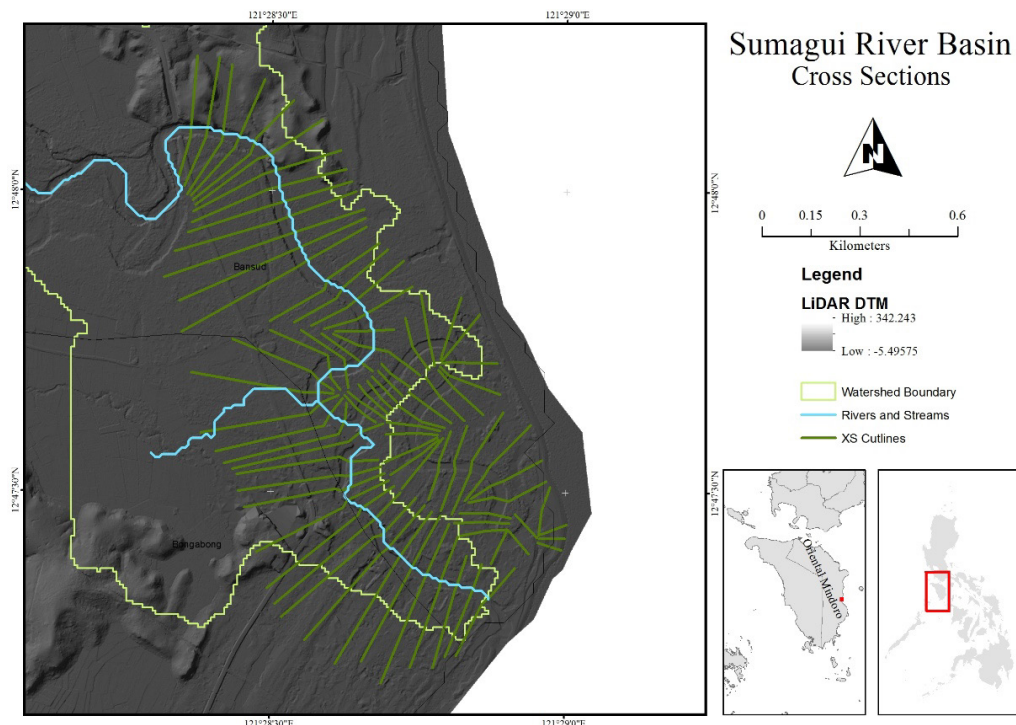 121°28'30"E
121°29'0"E
Sumagui River Basin
Cross Sections
N
12°48'0"N
12°48'0"N
0 0.15 0.3 0.6
Kilometers
Bansud
Legend
LiDAR DTM
High : 342.243
Low : -5.49575
Watershed Boundary
Rivers and Streams
XS Cutlines
12°47'30"N
12°47'30"N
Bongabong
Oriental Mindoro
121°28'30"E
121°29'0"E